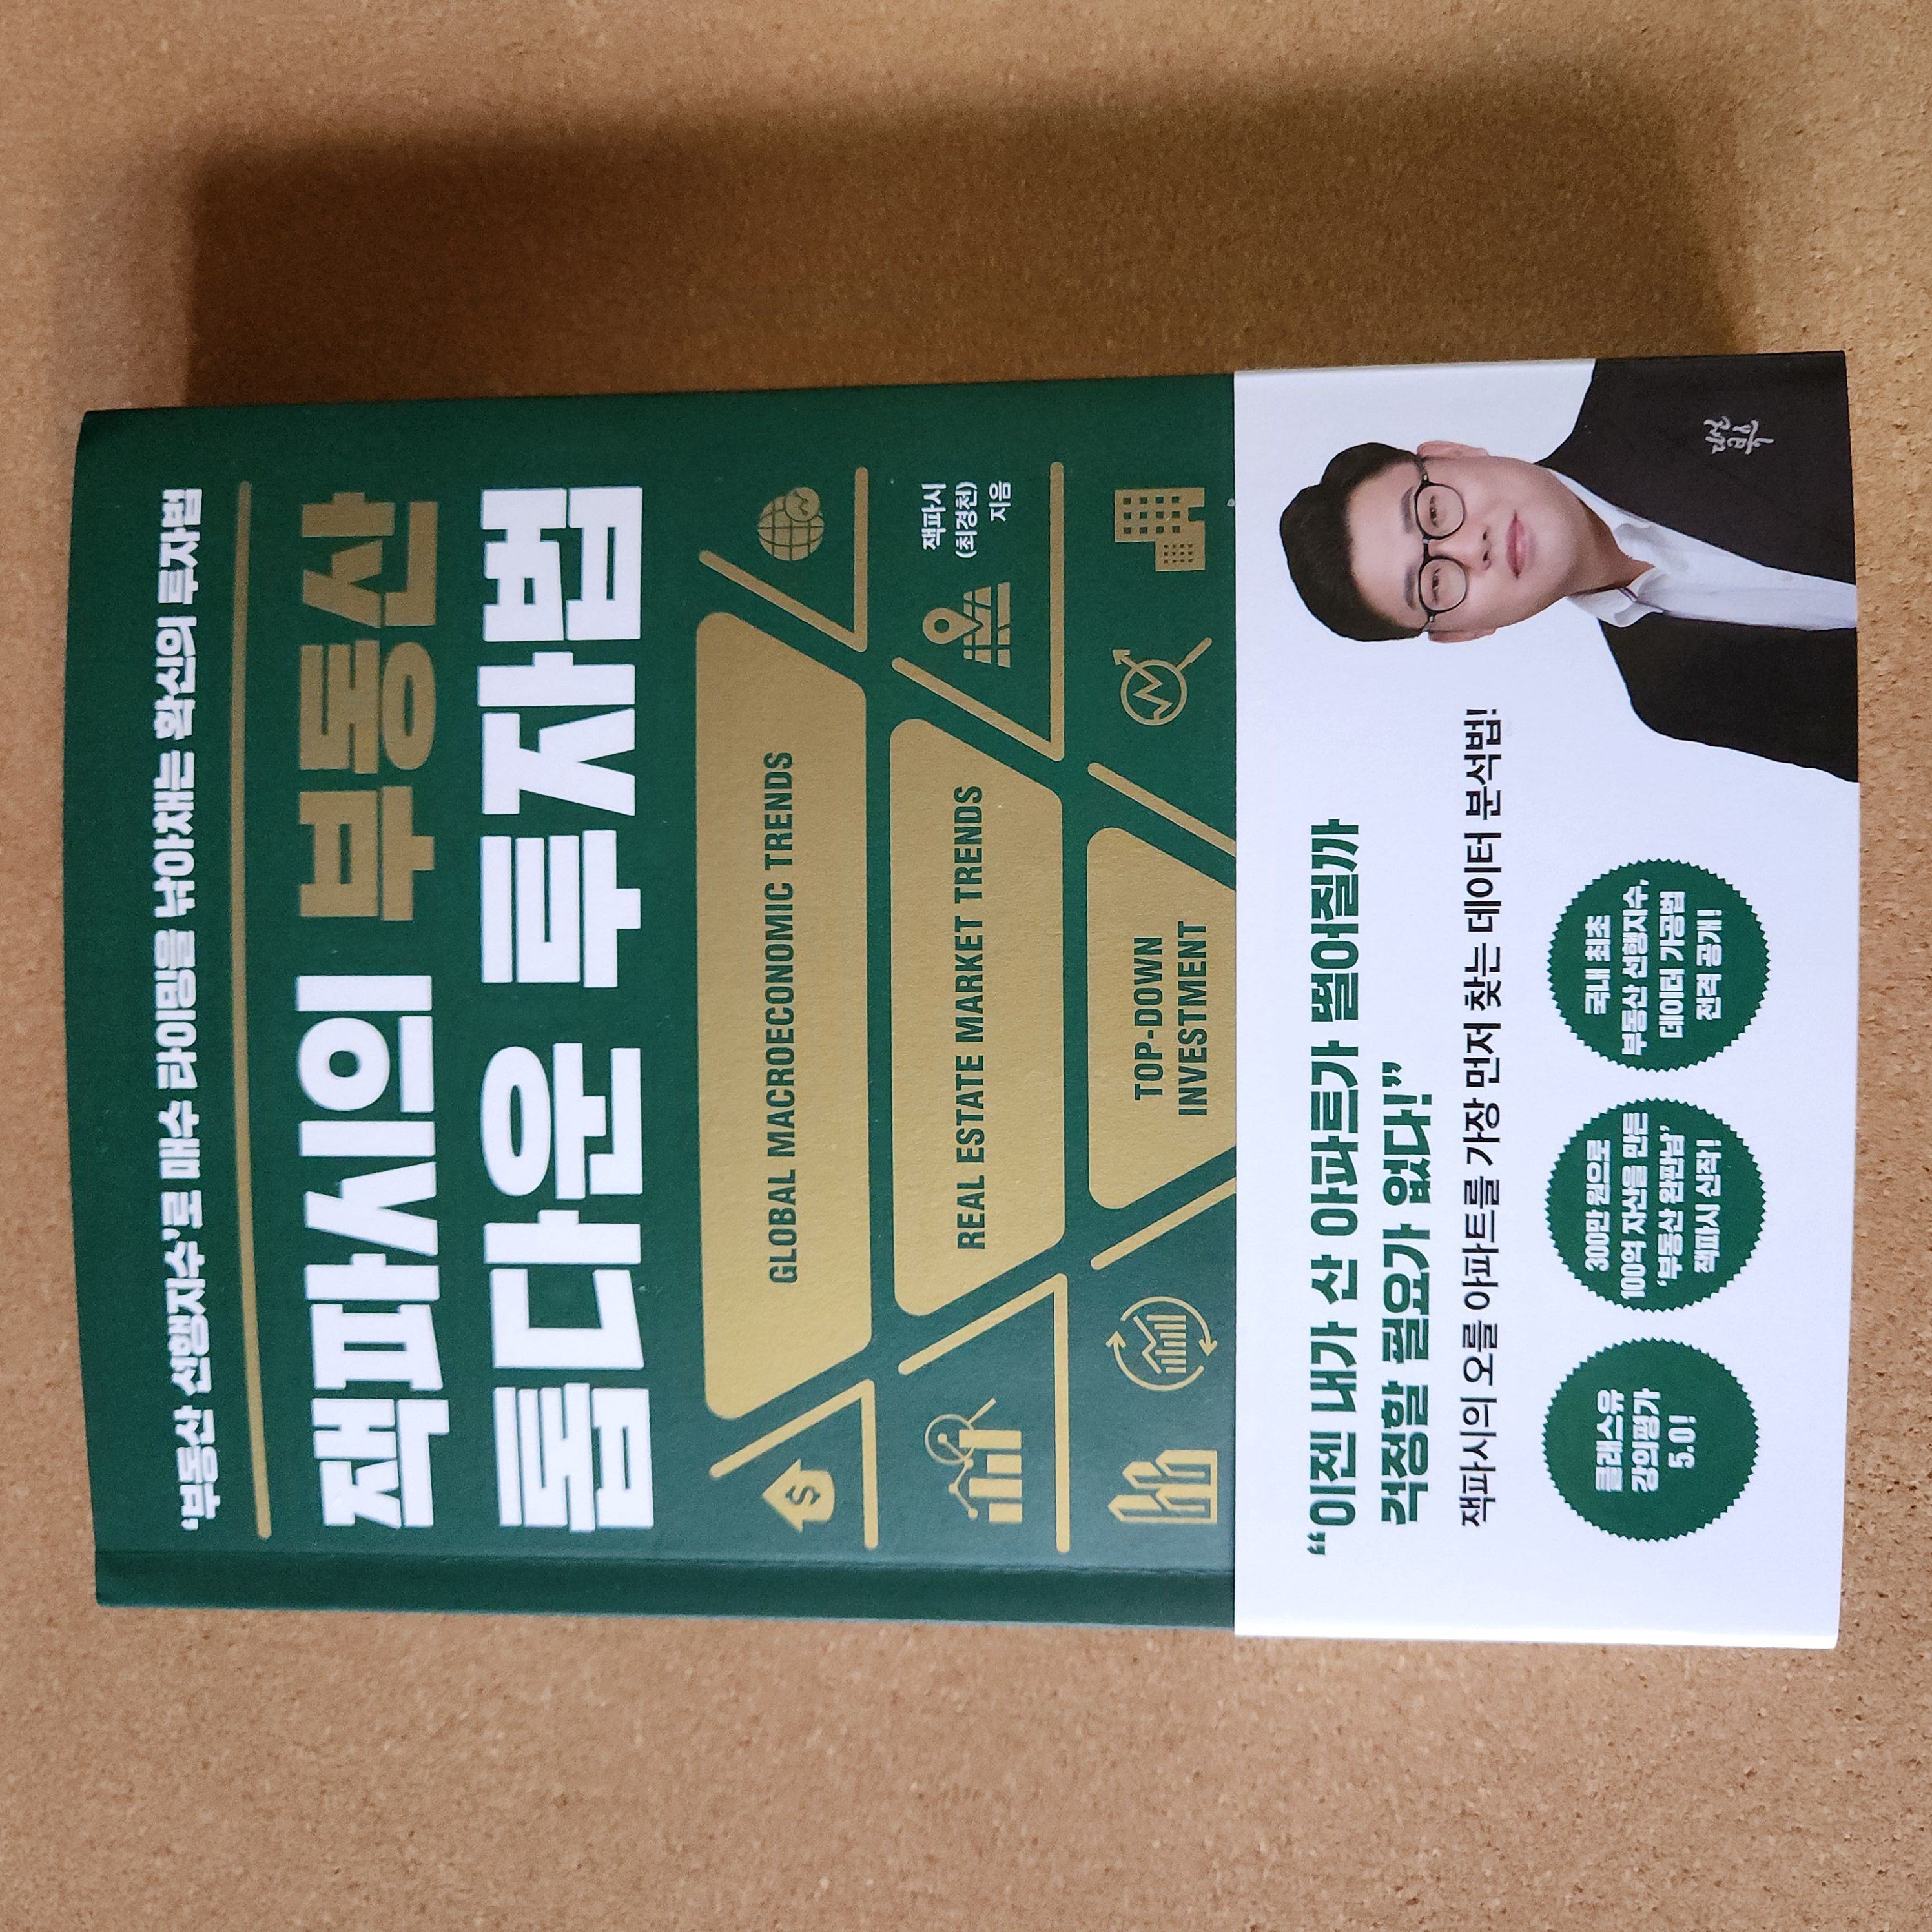 '부동산 선행지수'로 매수 타이밍을 낚아채는 확신의 투자법
잭파시의 부동산
톱다운 투자법
GLOBAL MACROECONOMIC TRENDS
$
REAL ESTATE MARKET TRENDS
잭파시
(최경천)
지음
TOP-DOWN
INVESTMENT
“이젠 내가 산 아파트가 떨어질까
걱정할 필요가 없다!”
잭파시의 오를 아파트를 가장 먼저 찾는 데이터 분석법!
클래스유
강의평가
5.0!
300만 원으로
100억 자산을 만든
'부동산 완판남'
잭파시 신작!
국내 최초
부동산 선행지수,
데이터 가공법
전격 공개!